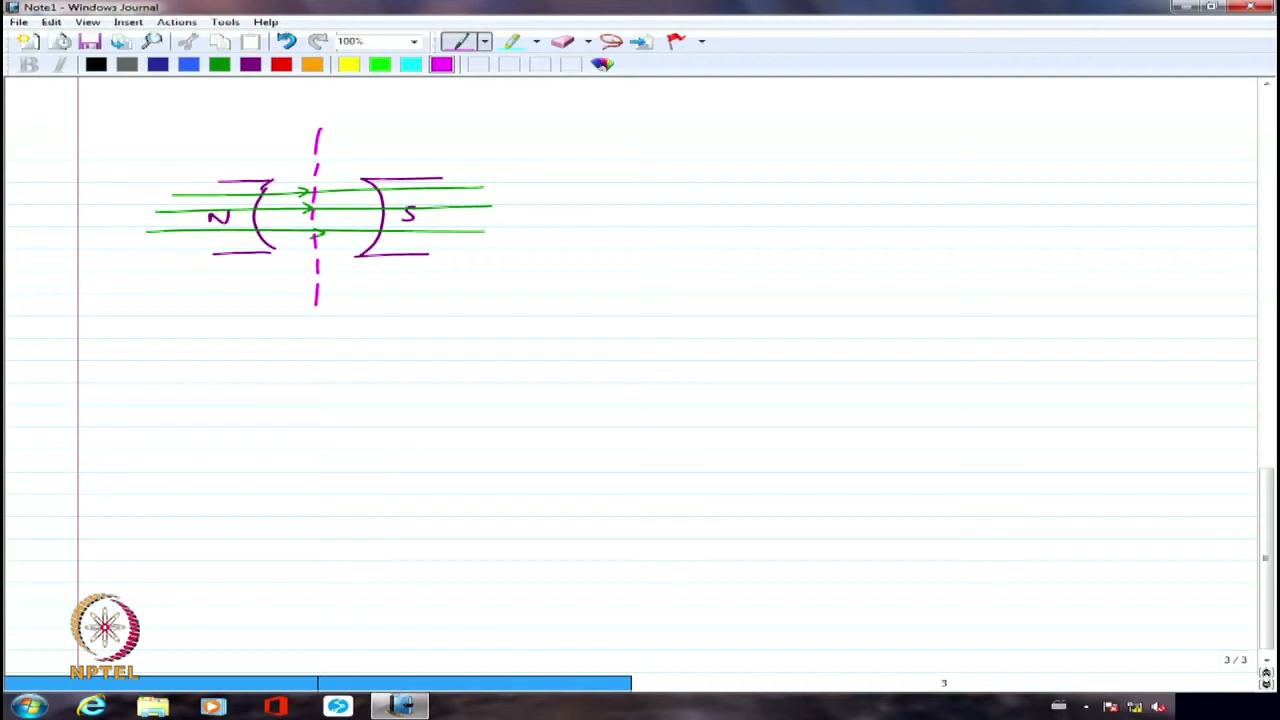 Note1 - Windows Journal
File Edit View Insert Actions Tools Help
100%
B I
N S
3 / 3
NPTEL
3